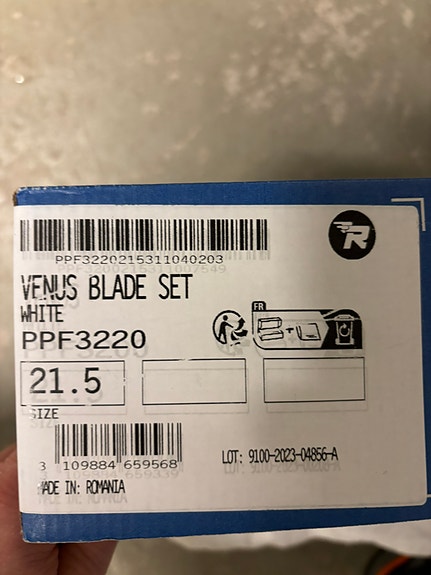 R
PPF3220215311040203
VENUS BLADE SET
WHITE
PPF3220
FR
+
21.5
SIZE
3 109884 659568
LOT: 9100-2023-04856-A
MADE IN: ROMANIA